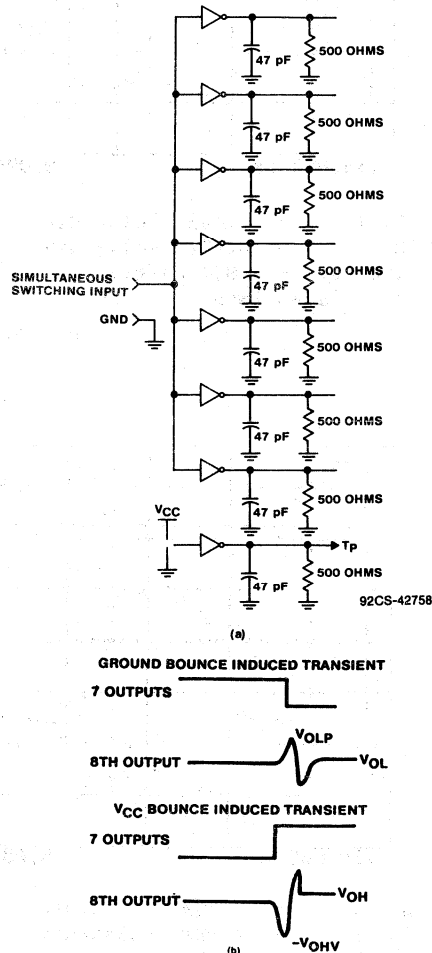 47 pF
500 OHMS
47 pF
500 OHMS
47 pF
500 OHMS
47 pF
500 OHMS
SIMULTANEOUS
SWITCHING INPUT
GND
47 pF
500 OHMS
47 pF
500 OHMS
47 pF
500 OHMS
VCC
TP
47 pF
500 OHMS
92CS-42758
(a)
GROUND BOUNCE INDUCED TRANSIENT
7 OUTPUTS
VOLP
8TH OUTPUT
VOL
VCC BOUNCE INDUCED TRANSIENT
7 OUTPUTS
8TH OUTPUT
VOH
-VOHV
(b)